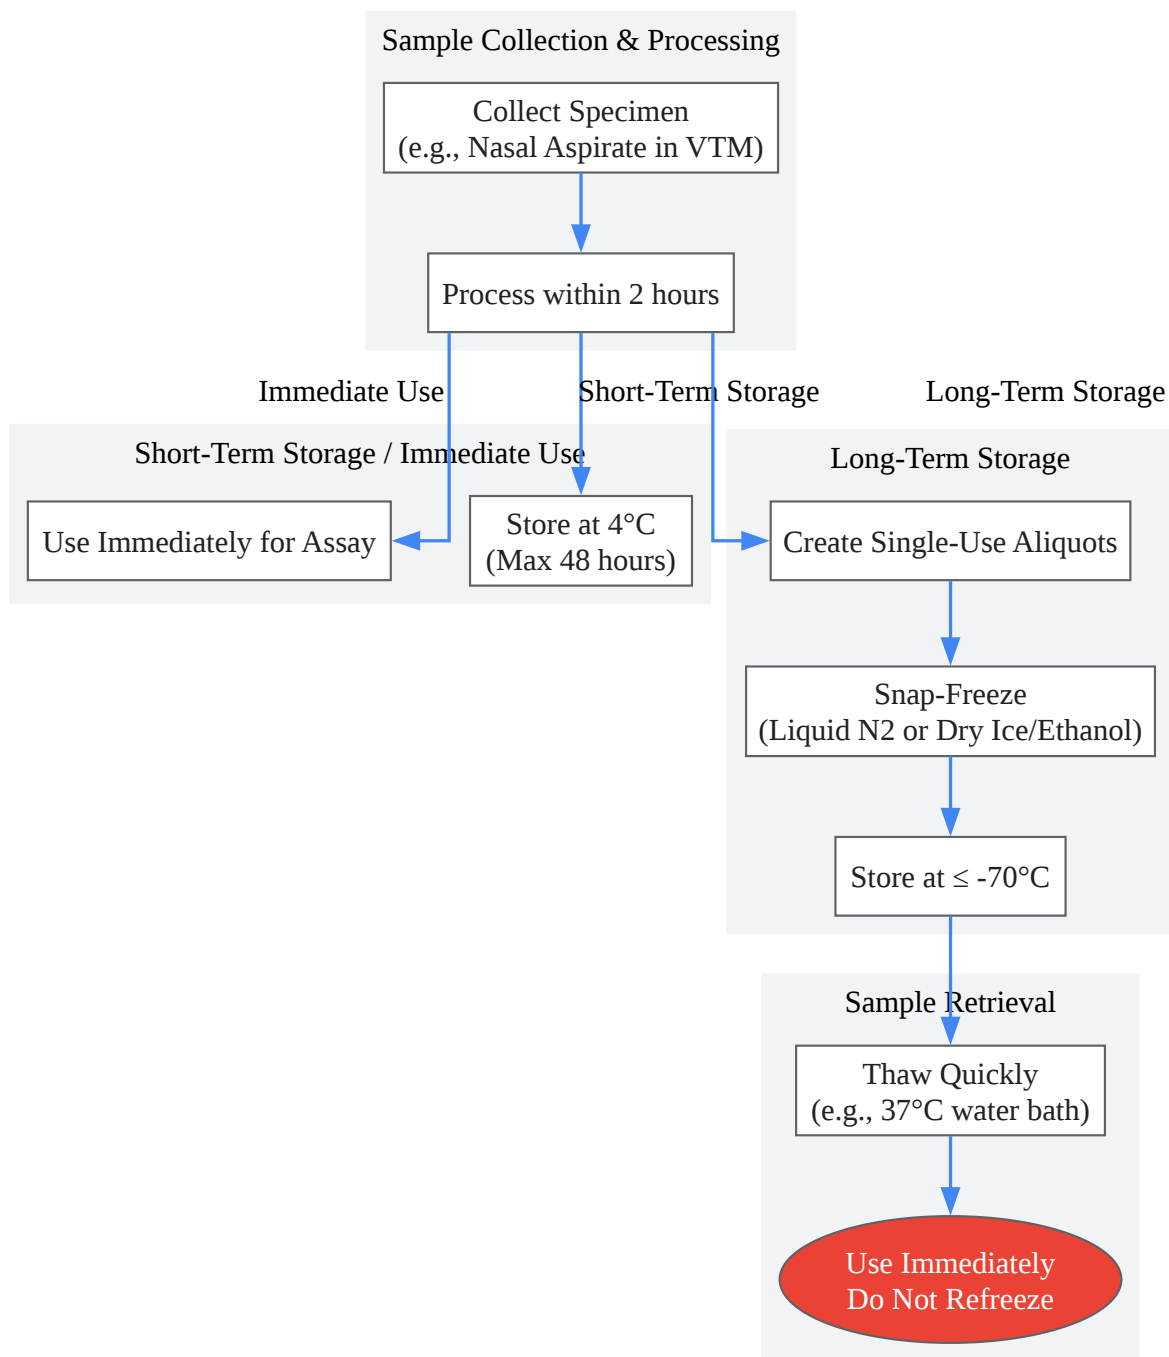 Sample Collection & Processing
Collect Specimen
(e.g., Nasal Aspirate in VTM)
Process within 2 hours
Immediate Use
Short-Term Storage
Long-Term Storage
Short-Term Storage / Immediate Use
Use Immediately for Assay
Store at 4°C
(Max 48 hours)
Long-Term Storage
Create Single-Use Aliquots
Snap-Freeze
(Liquid N2 or Dry Ice/Ethanol)
Store at ≤ -70°C
Sample Retrieval
Thaw Quickly
(e.g., 37°C water bath)
Use Immediately
Do Not Refreeze